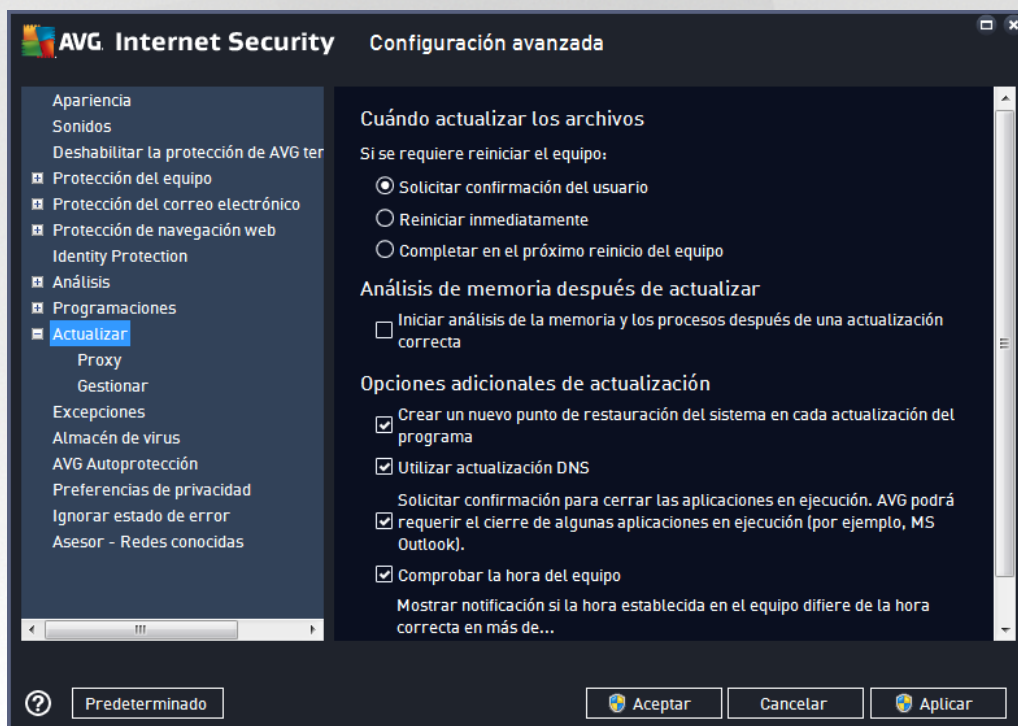 AVG. Internet Security
Configuración avanzada
Apariencia
Sonidos
Deshabilitar la protección de AVG ter
Protección del equipo
Protección del correo electrónico
Protección de navegación web
Identity Protection
Análisis
Programaciones
Actualizar
Proxy
Gestionar
Excepciones
Almacén de virus
AVG Autoprotección
Preferencias de privacidad
Ignorar estado de error
Asesor - Redes conocidas
Cuándo actualizar los archivos
Si se requiere reiniciar el equipo:
Solicitar confirmación del usuario
Reiniciar inmediatamente
Completar en el próximo reinicio del equipo
Análisis de memoria después de actualizar
Iniciar análisis de la memoria y los procesos después de una actualización
correcta
Opciones adicionales de actualización
Crear un nuevo punto de restauración del sistema en cada actualización del
programa
Utilizar actualización DNS
Solicitar confirmación para cerrar las aplicaciones en ejecución. AVG podrá
requerir el cierre de algunas aplicaciones en ejecución (por ejemplo, MS
Outlook).
Comprobar la hora del equipo
Mostrar notificación si la hora establecida en el equipo difiere de la hora
correcta en más de...
Predeterminado
Aceptar
Cancelar
Aplicar